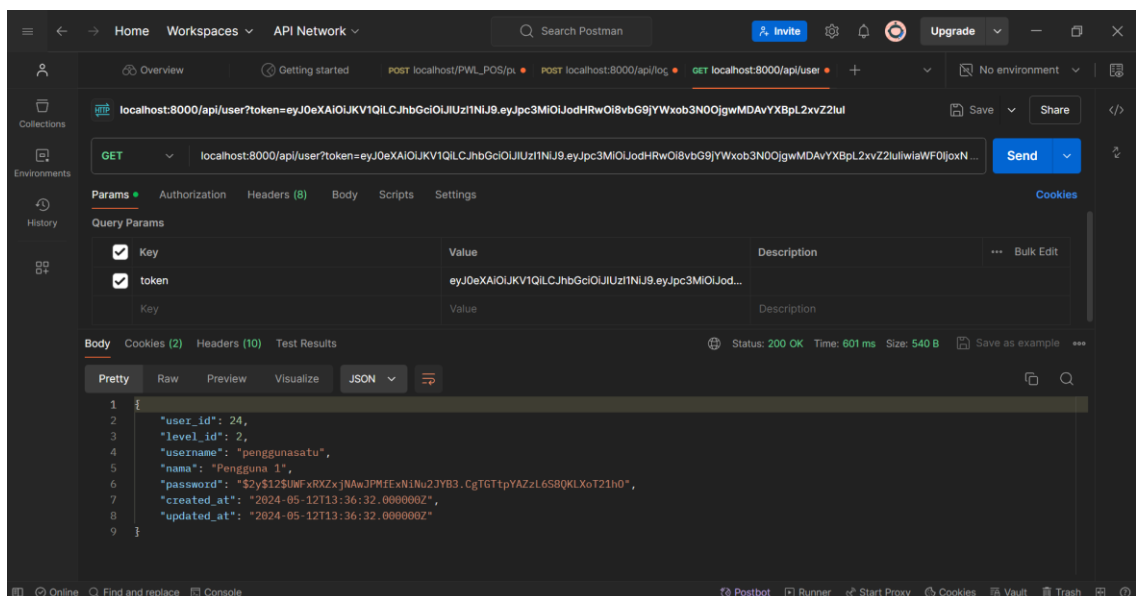 Home Workspaces API Network Search Postman Invite Upgrade
Overview Getting started POST localhost/PWL_POS/pu POST localhost:8000/api/log GET localhost:8000/api/user No environment
HTTP localhost:8000/api/user?token=eyJ0eXAiOiJKV1QiLCJhbGciOiJIUzI1NiJ9.eyJpc3MiOiJodHRwOi8vbG9jYWxob3N0OjgwMDAvYXBpL2xvZ2lul Save Share
Collections
GET localhost:8000/api/user?token=eyJ0eXAiOiJKV1QiLCJhbGciOiJIUzI1NiJ9.eyJpc3MiOiJodHRwOi8vbG9jYWxob3N0OjgwMDAvYXBpL2xvZ2luIiwiaWF0IjoxN... Send
Environments
Params Authorization Headers (8) Body Scripts Settings Cookies
History
Query Params
Key Value Description Bulk Edit
token eyJ0eXAiOiJKV1QiLCJhbGciOiJIUzI1NiJ9.eyJpc3MiOiJod...
Key Value Description
Body Cookies (2) Headers (10) Test Results Status: 200 OK Time: 601 ms Size: 540 B Save as example
Pretty Raw Preview Visualize JSON
1 {
2 "user_id": 24,
3 "level_id": 2,
4 "username": "penggunasatu",
5 "nama": "Pengguna 1",
6 "password": "$2y$12$UWFxRXZxjNAwJPMfExNiNu2JYB3.CgTGTtpYAZzL6S8QKLXoT21hO",
7 "created_at": "2024-05-12T13:36:32.000000Z",
8 "updated_at": "2024-05-12T13:36:32.000000Z"
9 }
Online Find and replace Console Postbot Runner Start Proxy Cookies Vault Trash